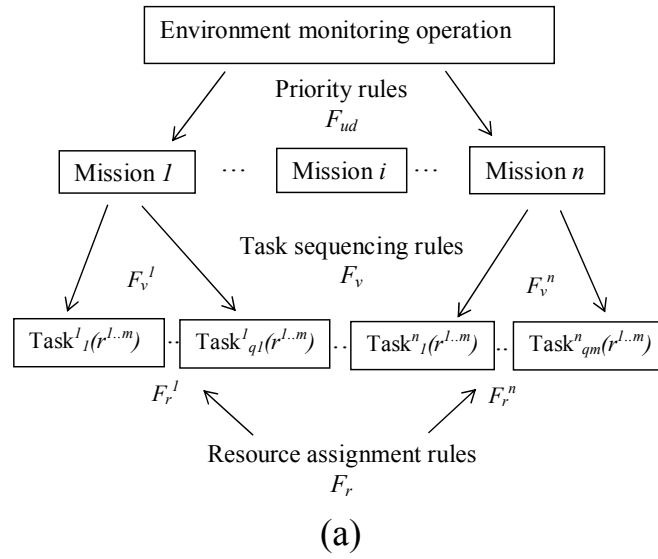 Environment monitoring operation
Priority rules
F_ud
Mission 1 ... Mission i ... Mission n
Task sequencing rules
F_v^1 F_v F_v^n
Task^1_1(r^1..m) .. Task^1_q1(r^1..m) .. Task^n_1(r^1..m) .. Task^n_qm(r^1..m)
F_r^1 F_r^n
Resource assignment rules
F_r
(a)